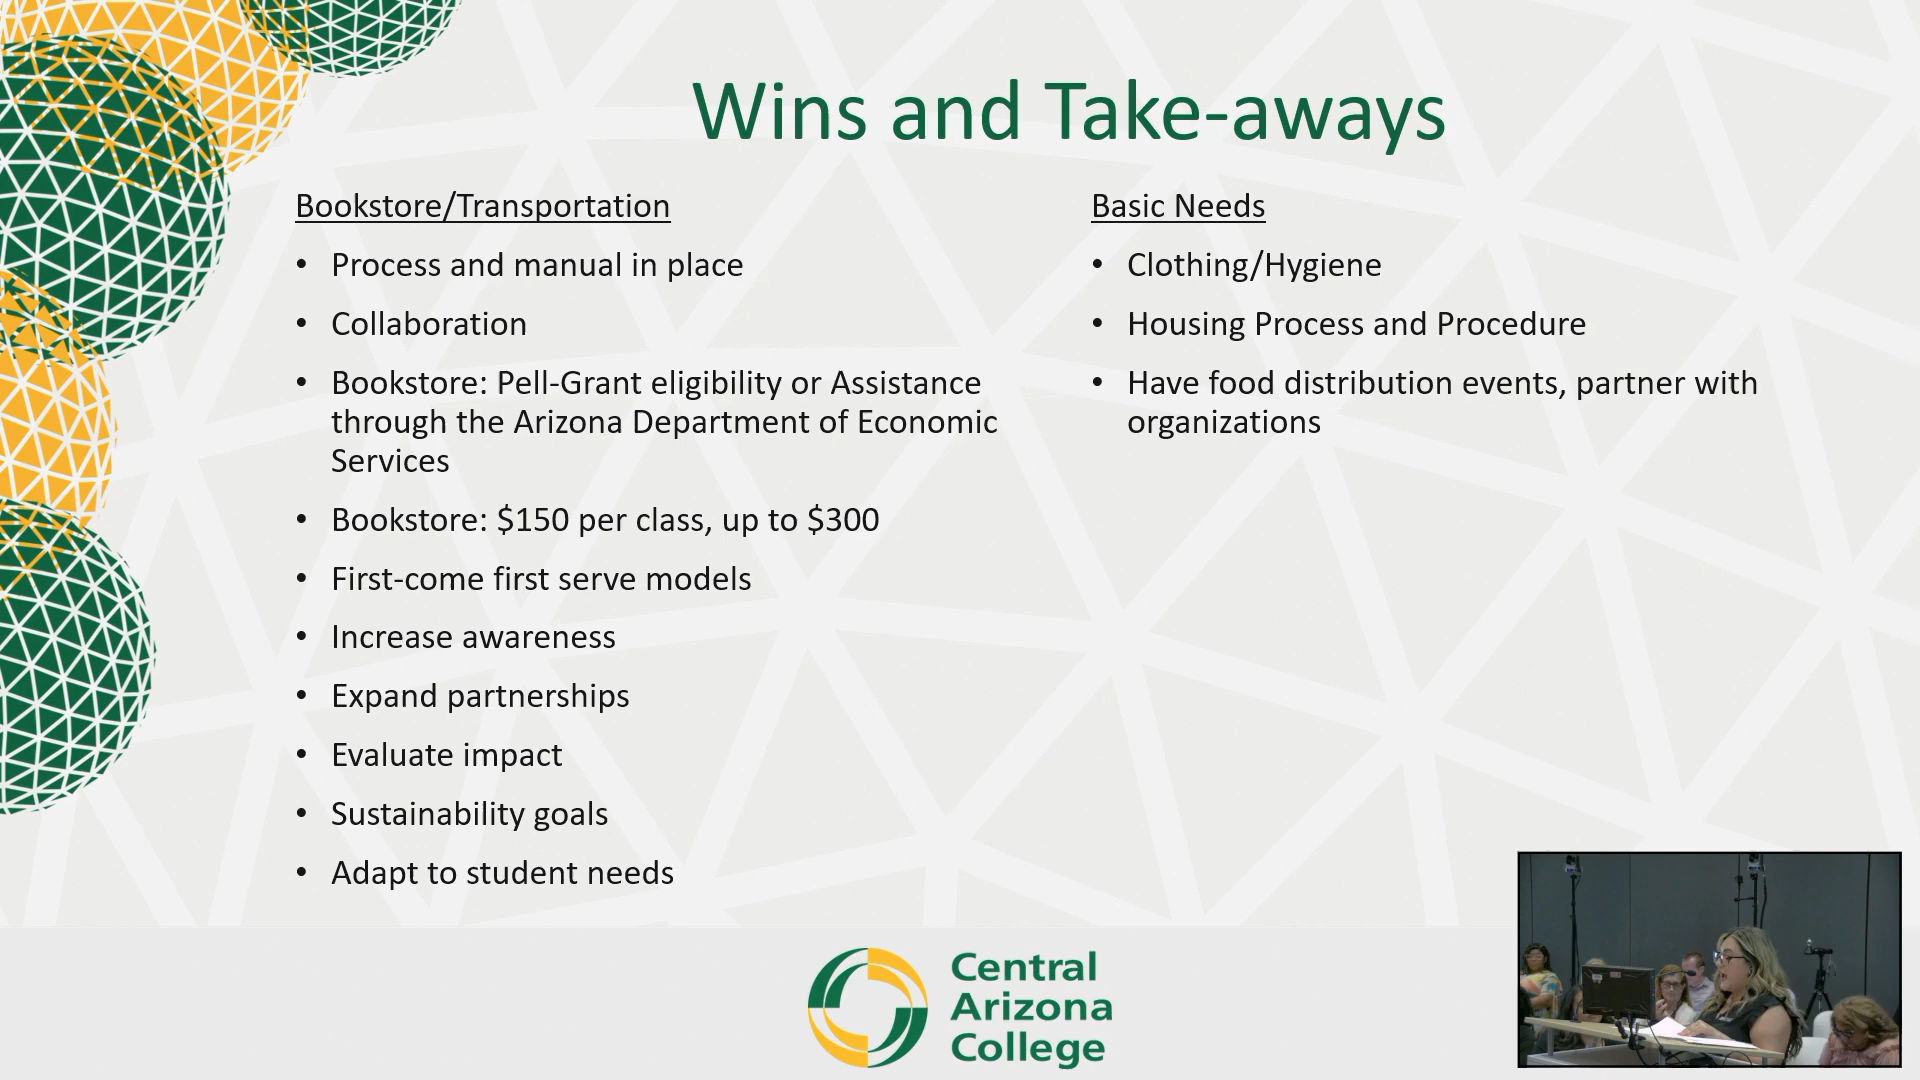 Wins and Take-aways
Bookstore/Transportation
• Process and manual in place
• Collaboration
• Bookstore: Pell-Grant eligibility or Assistance
through the Arizona Department of Economic
Services
• Bookstore: $150 per class, up to $300
• First-come first serve models
• Increase awareness
• Expand partnerships
• Evaluate impact
• Sustainability goals
• Adapt to student needs
Basic Needs
• Clothing/Hygiene
• Housing Process and Procedure
• Have food distribution events, partner with
organizations
Central
Arizona
College